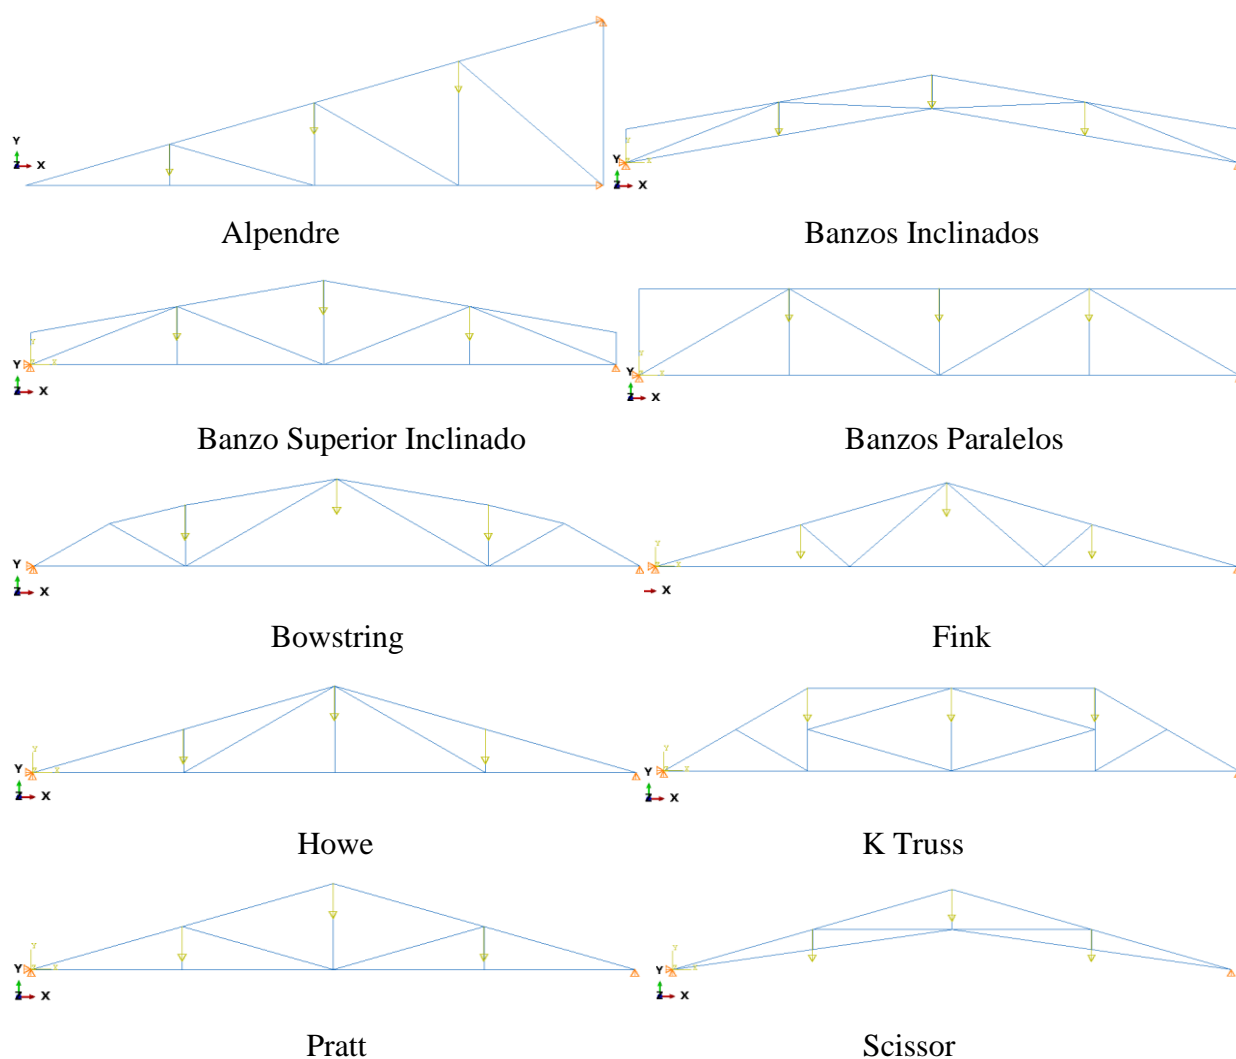 Y
Z X
Y
Y
Z X
Alpendre
Banzos Inclinados
Y
Y
Z X
Y
Y
Z X
Banzo Superior Inclinado
Banzos Paralelos
Y
Z X
Y
X
Bowstring
Fink
Y
Y
Z X
Y
Y
Z X
Howe
K Truss
Y
Y
Z X
Y
Y
Z X
Pratt
Scissor